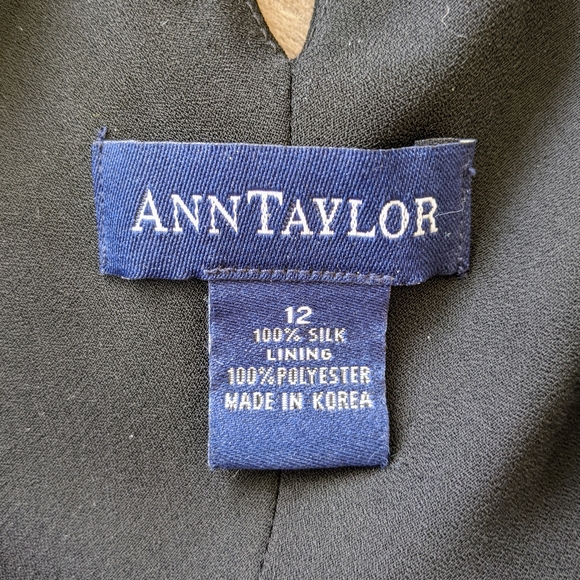 ANNTAYLOR
12
100% SILK
LINING
100%POLYESTER
MADE IN KOREA